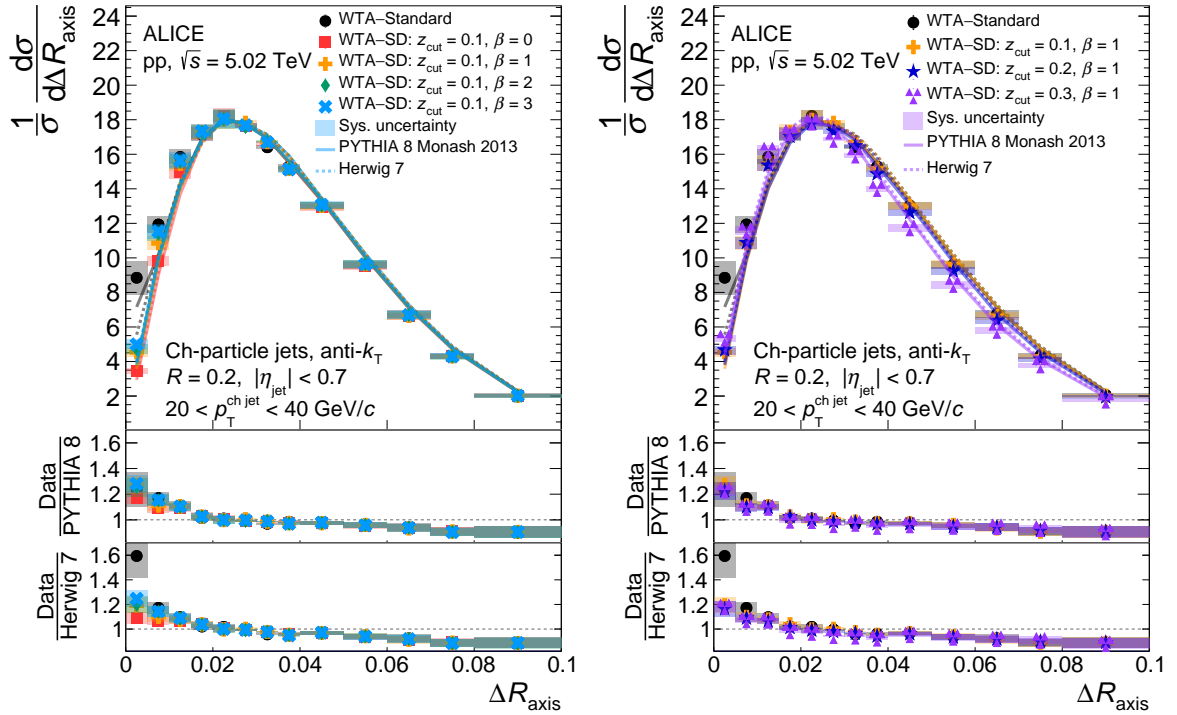 ALICE
pp, √s = 5.02 TeV
WTA–Standard
WTA–SD: z_cut = 0.1, β = 0
WTA–SD: z_cut = 0.1, β = 1
WTA–SD: z_cut = 0.1, β = 2
WTA–SD: z_cut = 0.1, β = 3
Sys. uncertainty
PYTHIA 8 Monash 2013
Herwig 7
1/σ dσ/dΔR_axis
24
22
20
18
16
14
12
10
8
6
4
2
Ch-particle jets, anti-k_T
R = 0.2, |η_jet| < 0.7
20 < p_T^ch jet < 40 GeV/c
Data
PYTHIA 8
1.6
1.4
1.2
1
Data
Herwig 7
1.6
1.4
1.2
1
0 0.02 0.04 0.06 0.08 0.1
ΔR_axis
ALICE
pp, √s = 5.02 TeV
WTA–Standard
WTA–SD: z_cut = 0.1, β = 1
WTA–SD: z_cut = 0.2, β = 1
WTA–SD: z_cut = 0.3, β = 1
Sys. uncertainty
PYTHIA 8 Monash 2013
Herwig 7
1/σ dσ/dΔR_axis
24
22
20
18
16
14
12
10
8
6
4
2
Ch-particle jets, anti-k_T
R = 0.2, |η_jet| < 0.7
20 < p_T^ch jet < 40 GeV/c
Data
PYTHIA 8
1.6
1.4
1.2
1
Data
Herwig 7
1.6
1.4
1.2
1
0 0.02 0.04 0.06 0.08 0.1
ΔR_axis